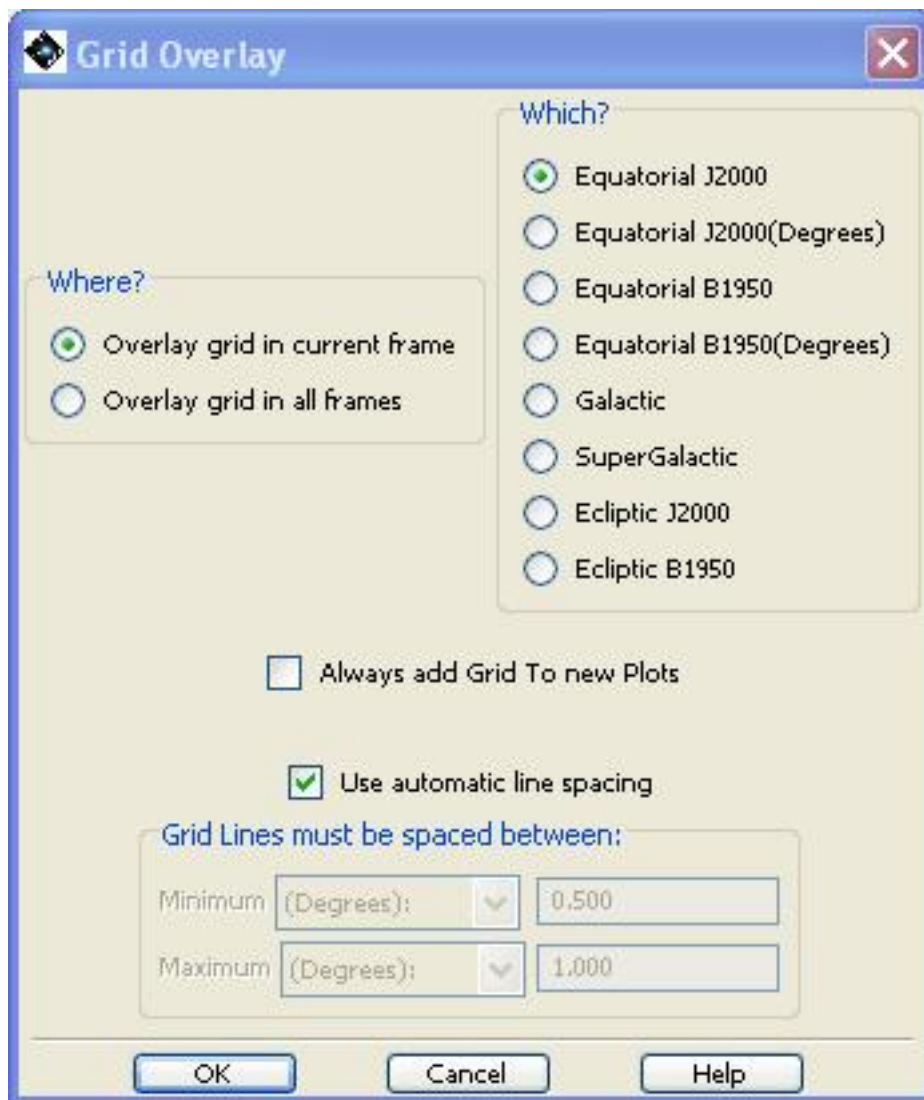 Grid Overlay
Where?
Overlay grid in current frame
Overlay grid in all frames
Which?
Equatorial J2000
Equatorial J2000(Degrees)
Equatorial B1950
Equatorial B1950(Degrees)
Galactic
SuperGalactic
Ecliptic J2000
Ecliptic B1950
Always add Grid To new Plots
Use automatic line spacing
Grid Lines must be spaced between:
Minimum (Degrees): 0.500
Maximum (Degrees): 1.000
OK Cancel Help